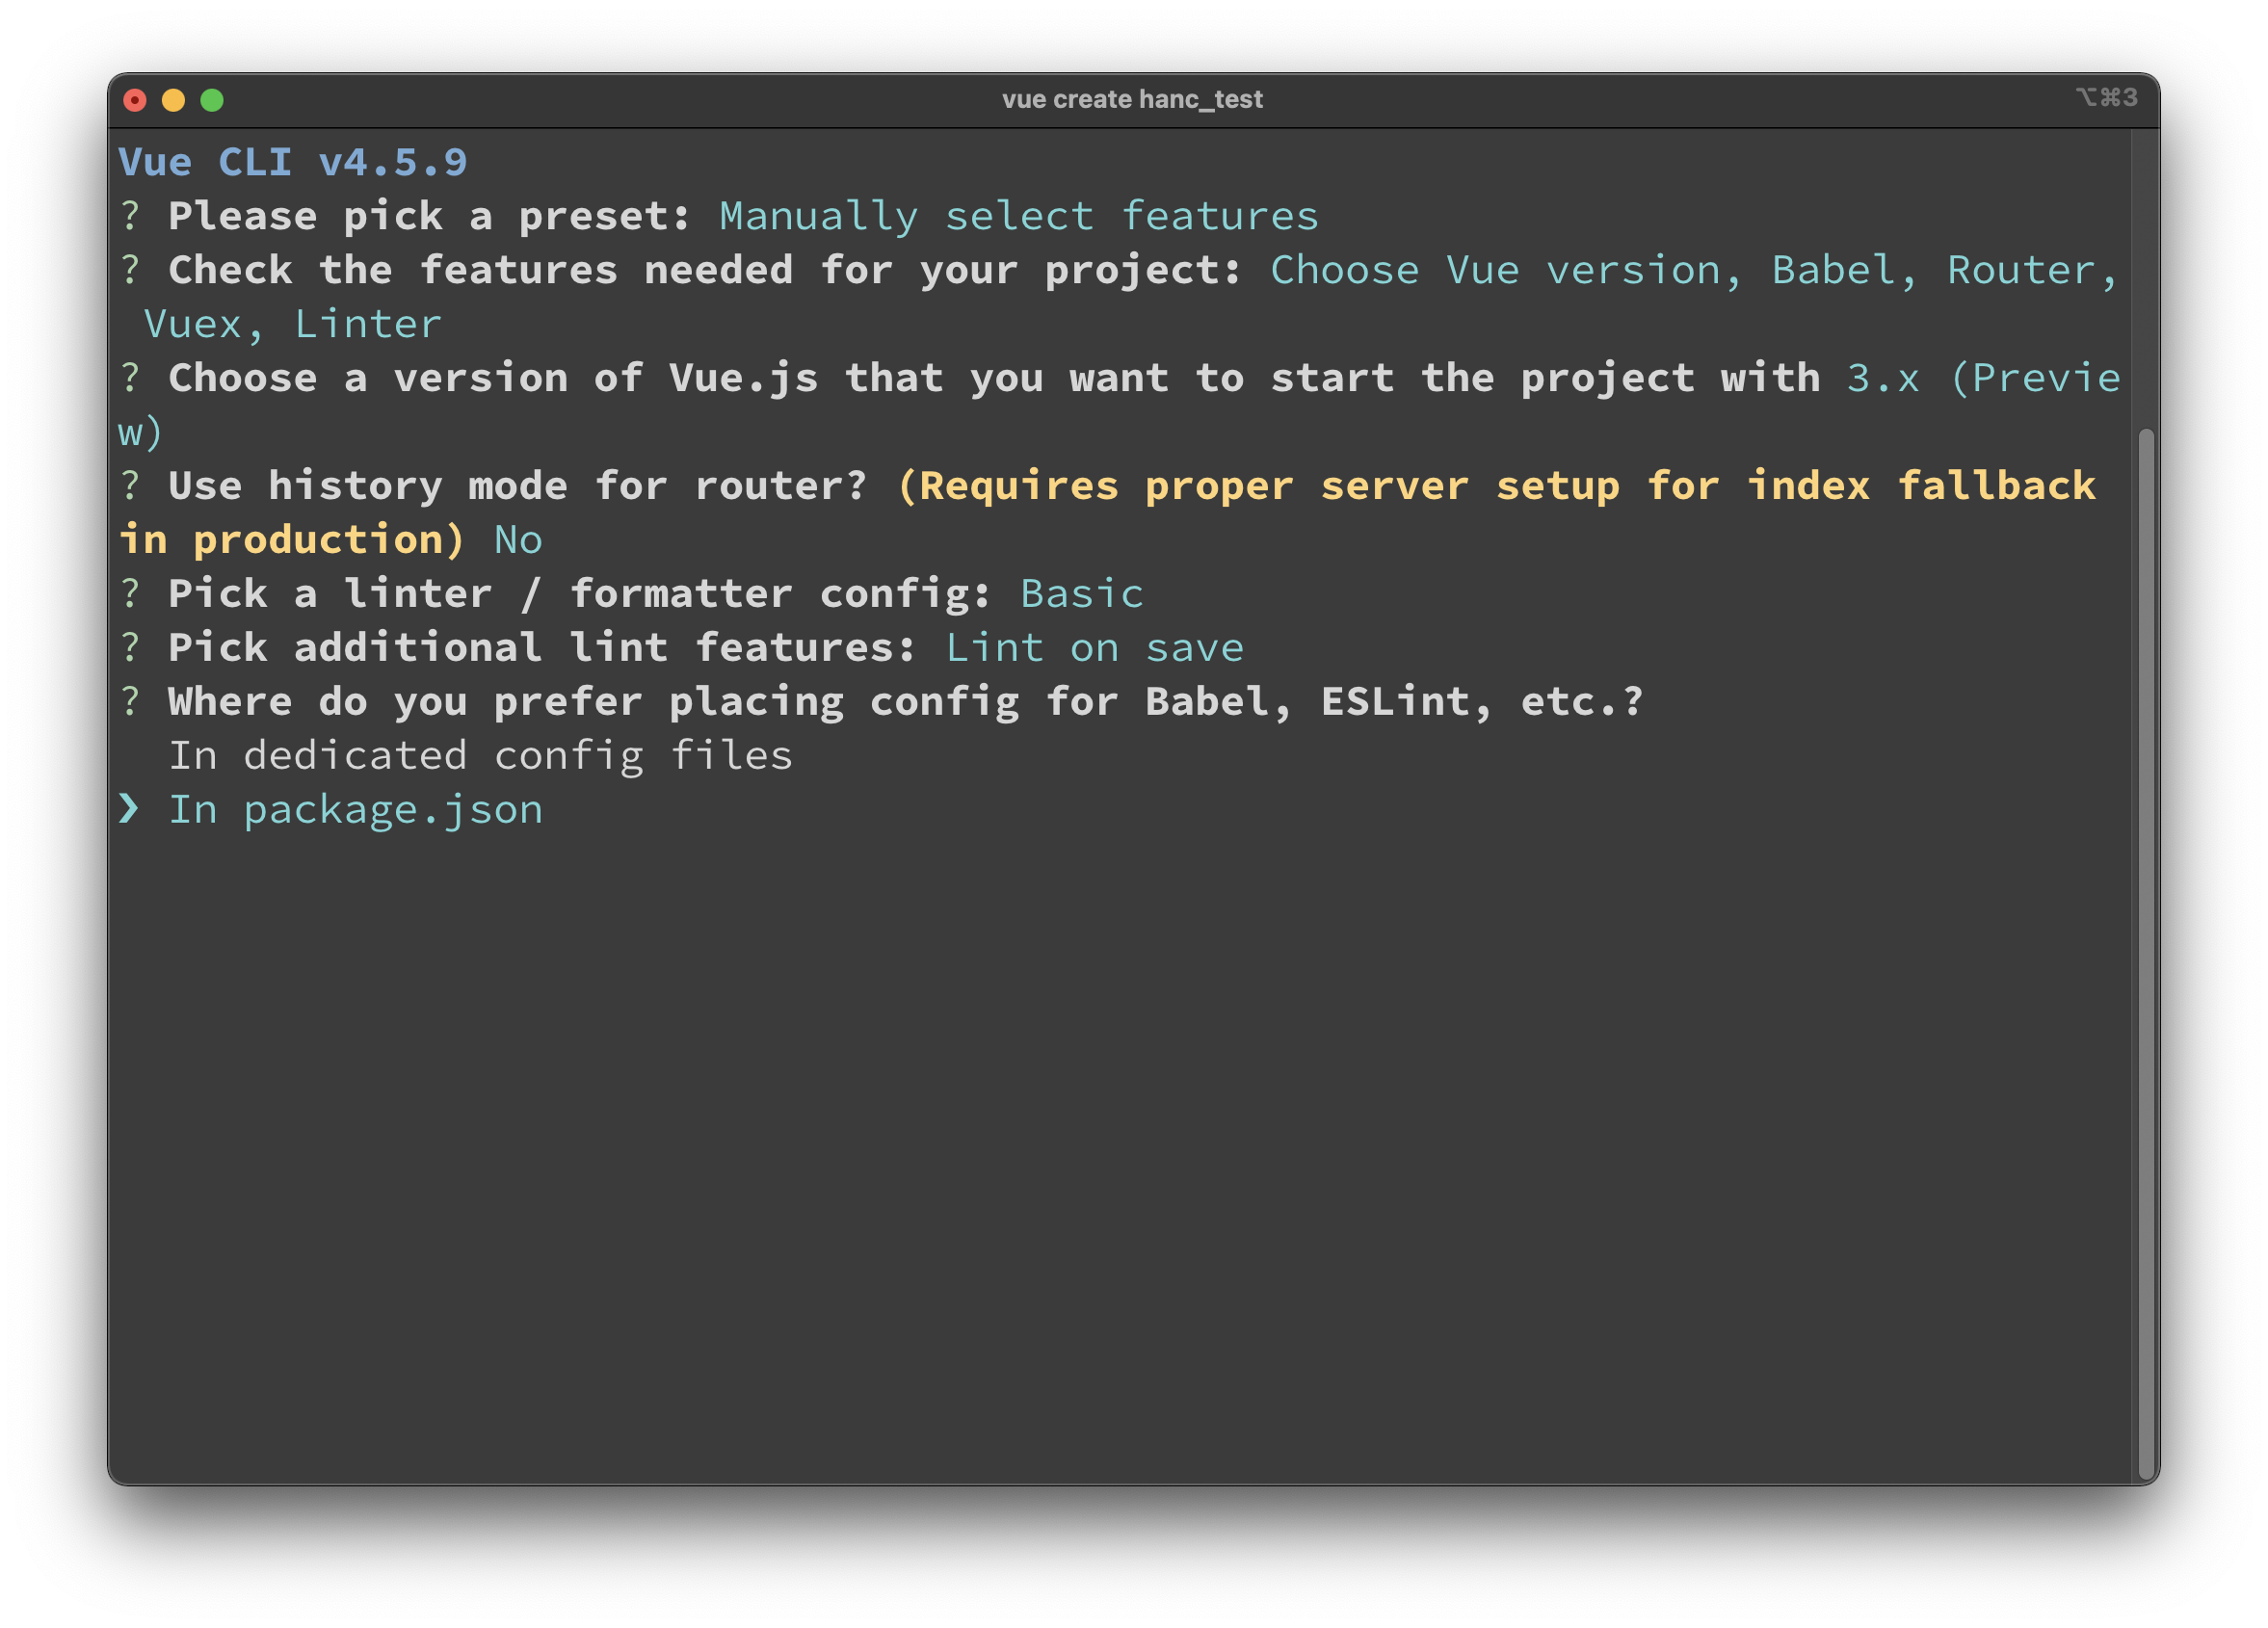 vue create hanc_test
⌥⌘3
Vue CLI v4.5.9
? Please pick a preset: Manually select features
? Check the features needed for your project: Choose Vue version, Babel, Router,
 Vuex, Linter
? Choose a version of Vue.js that you want to start the project with 3.x (Previe
w)
? Use history mode for router? (Requires proper server setup for index fallback
in production) No
? Pick a linter / formatter config: Basic
? Pick additional lint features: Lint on save
? Where do you prefer placing config for Babel, ESLint, etc.?
  In dedicated config files
❯ In package.json